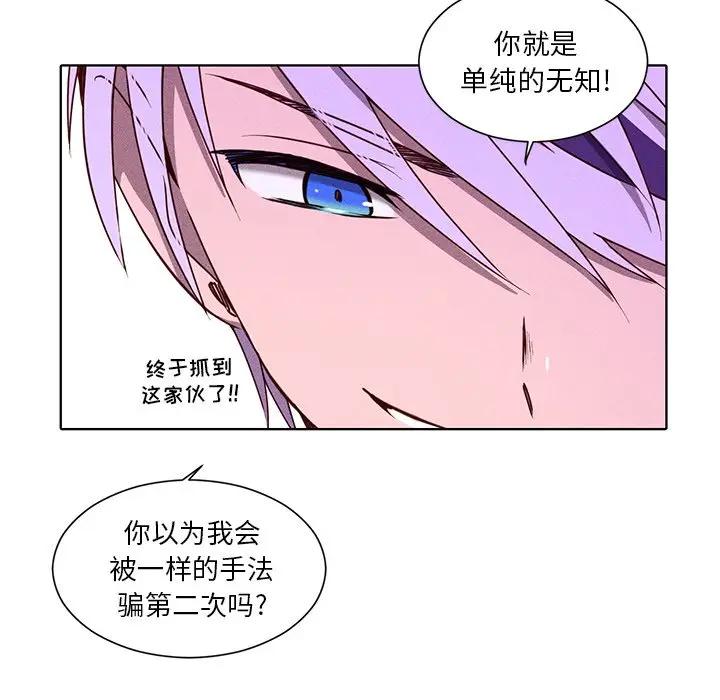 你就是
单纯的无知!
终于抓到
这家伙了!!
你以为我会
被一样的手法
骗第二次吗?